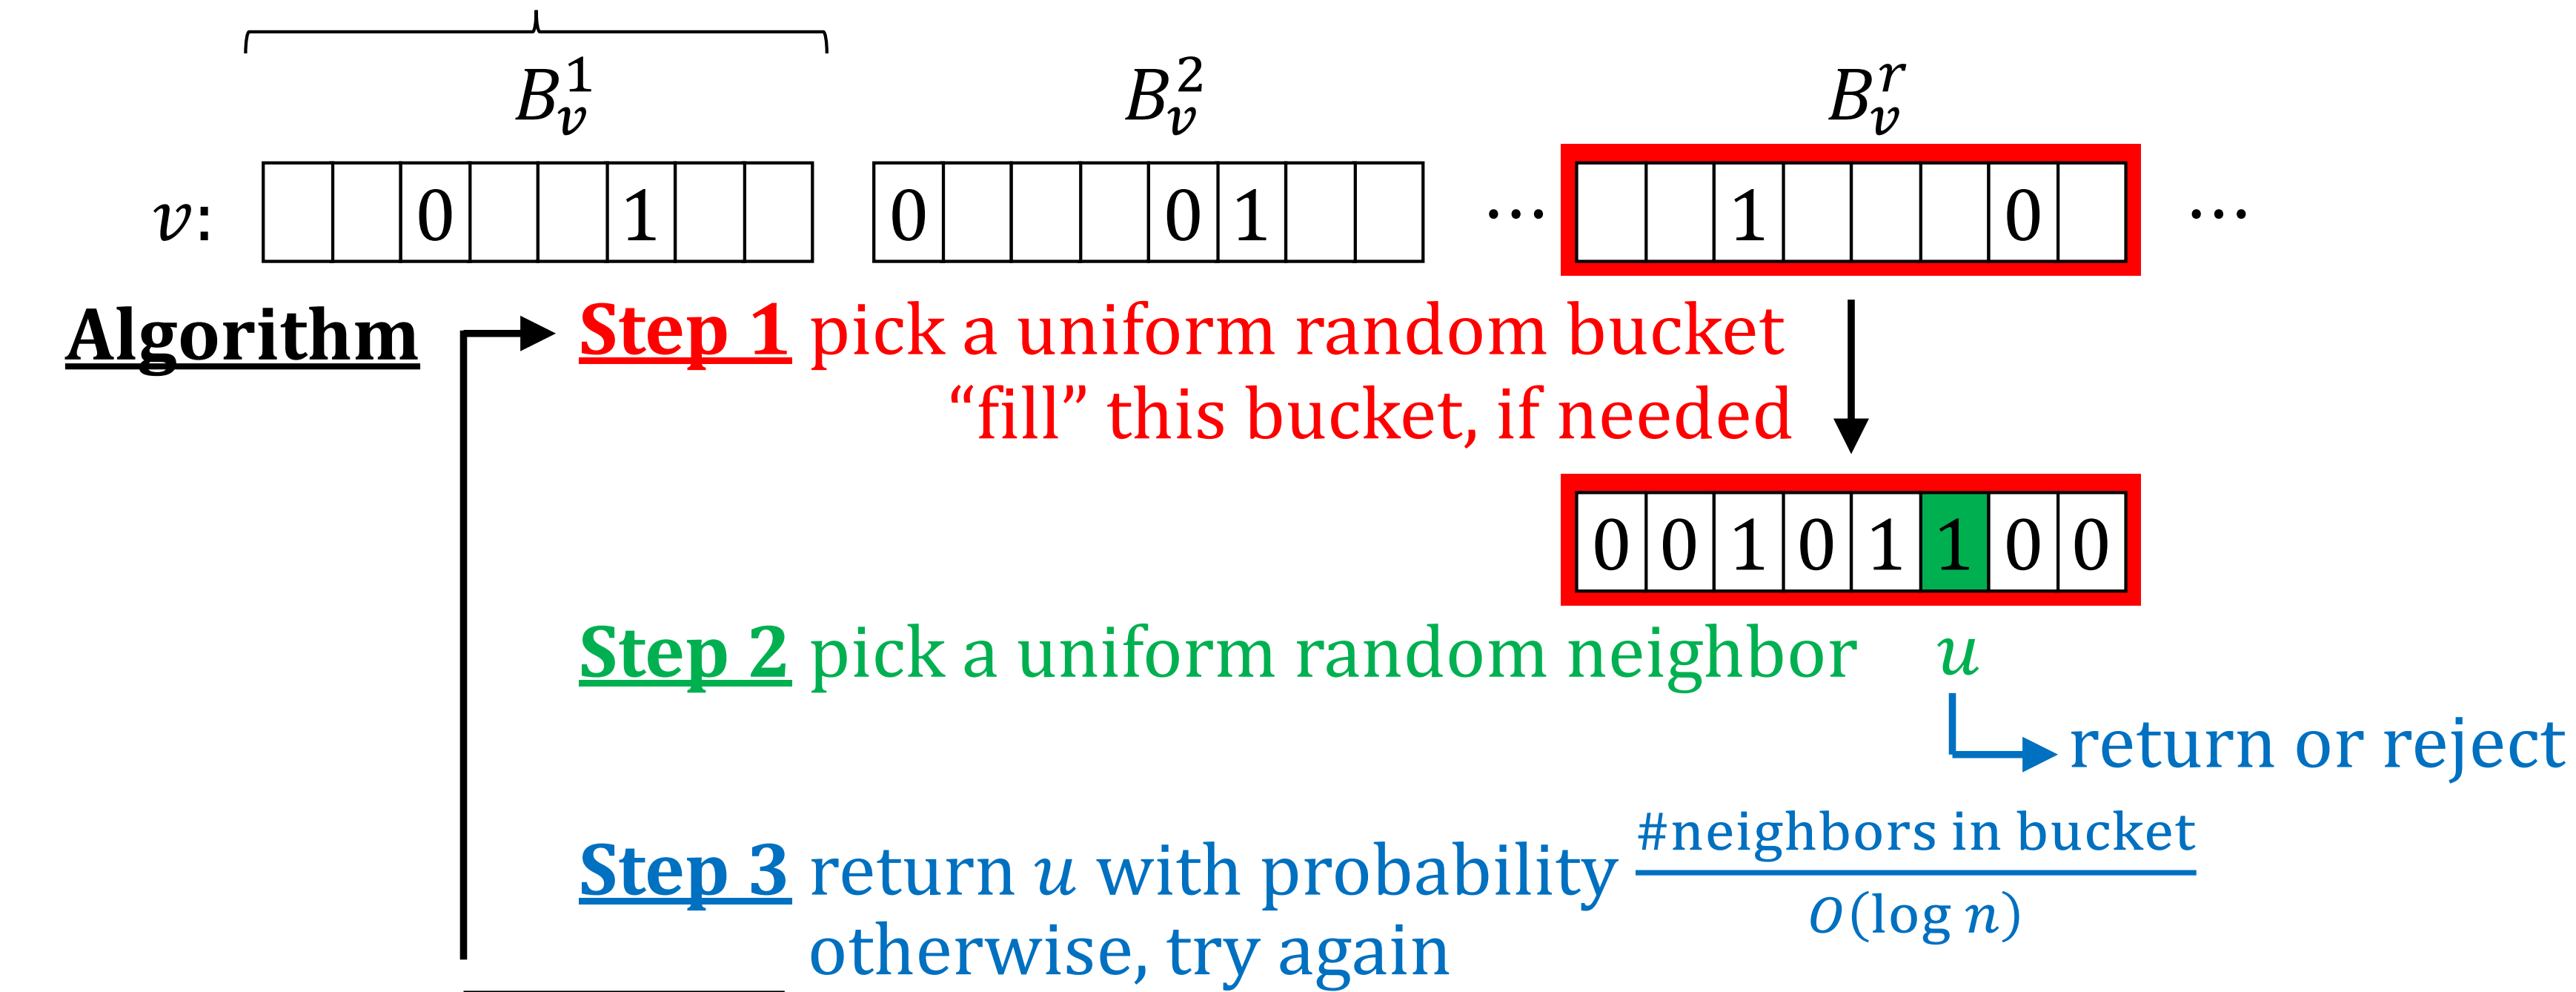 B_v^1 B_v^2 B_v^r
v: 0 1 0 0 1 ⋯ 1 0 ⋯
Algorithm
Step 1 pick a uniform random bucket
“fill” this bucket, if needed
0 0 1 0 1 1 0 0
Step 2 pick a uniform random neighbor u
return or reject
Step 3 return u with probability #neighbors in bucket / O(log n)
otherwise, try again